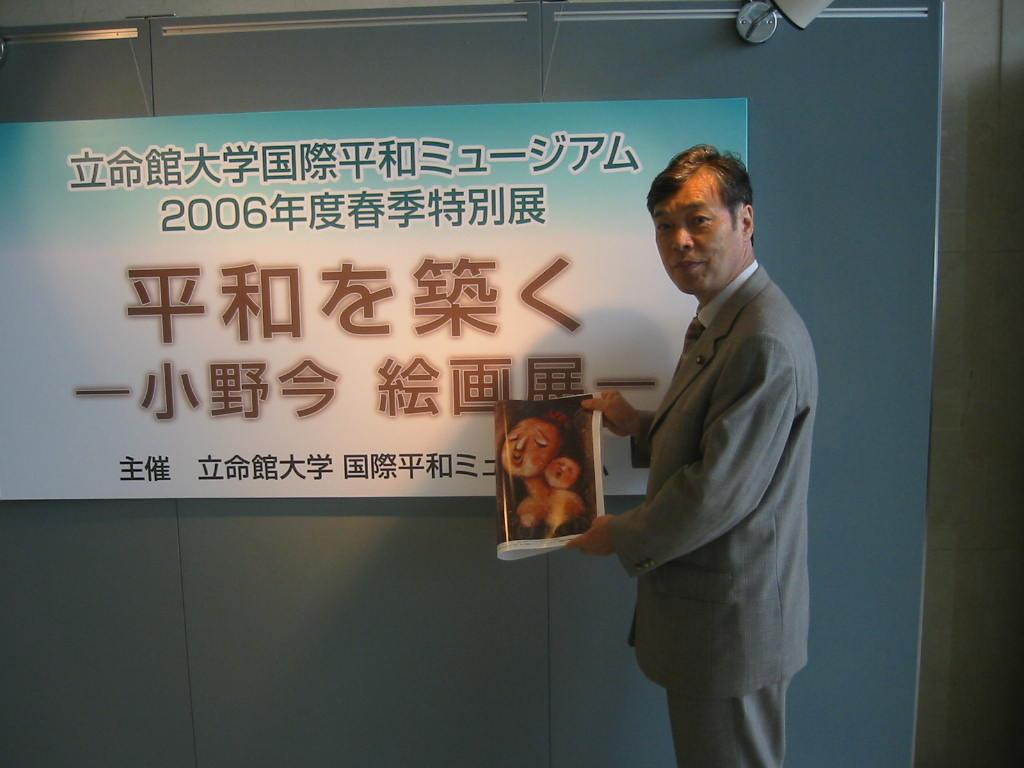 立命館大学国際平和ミュージアム
2006年度春季特別展
平和を築く
—小野今 絵画展—
主催 立命館大学 国際平和ミュ